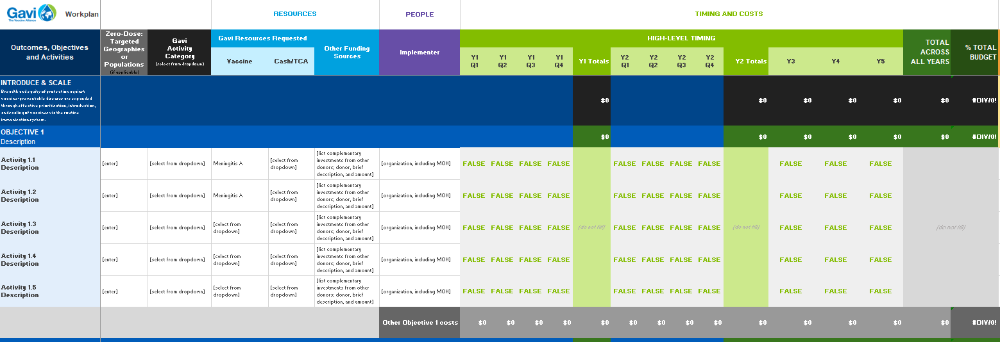 Gavi
The Vaccine Alliance
Workplan
RESOURCES
PEOPLE
TIMING AND COSTS
Outcomes, Objectives
and Activities
Zero-Dose:
Targeted
Geographies
or
Populations
(if applicable)
Gavi
Activity
Category
(select from dropdown)
Gavi Resources Requested
Vaccine
Cash/TCA
Other Funding
Sources
Implementer
HIGH-LEVEL TIMING
Y1
Q1
Y1
Q2
Y1
Q3
Y1
Q4
Y1 Totals
Y2
Q1
Y2
Q2
Y2
Q3
Y2
Q4
Y2 Totals
Y3
Y4
Y5
TOTAL
ACROSS
ALL YEARS
% TOTAL
BUDGET
INTRODUCE & SCALE
Breadth and equity of protection against
vaccine-preventable diseases are expanded
through effective prioritization, introduction,
and scaling of vaccines via the routine
immunization system.
$0 $0 $0 $0 $0 $0 #DIV/0!
OBJECTIVE 1
Description
$0 $0 $0 $0 $0 $0 #DIV/0!
Activity 1.1
Description
[enter]
[select from dropdown]
Meningitis A
[select from
dropdown]
[list complementary
investments from other
donors; donor, brief
description, and amount]
[organization, including MOH]
FALSE FALSE FALSE FALSE FALSE FALSE FALSE FALSE FALSE FALSE FALSE
Activity 1.2
Description
[enter]
[select from dropdown]
Meningitis A
[select from
dropdown]
[list complementary
investments from other
donors; donor, brief
description, and amount]
[organization, including MOH]
FALSE FALSE FALSE FALSE FALSE FALSE FALSE FALSE FALSE FALSE FALSE
Activity 1.3
Description
[enter]
[select from dropdown]
[select from
dropdown]
[select from
dropdown]
[list complementary
investments from other
donors; donor, brief
description, and amount]
[organization, including MOH]
FALSE FALSE FALSE FALSE (do not fill) FALSE FALSE FALSE FALSE (do not fill) FALSE FALSE FALSE (do not fill)
Activity 1.4
Description
[enter]
[select from dropdown]
[select from
dropdown]
[select from
dropdown]
[list complementary
investments from other
donors; donor, brief
description, and amount]
[organization, including MOH]
FALSE FALSE FALSE FALSE FALSE FALSE FALSE FALSE FALSE FALSE FALSE
Activity 1.5
Description
[enter]
[select from dropdown]
[select from
dropdown]
[select from
dropdown]
[list complementary
investments from other
donors; donor, brief
description, and amount]
[organization, including MOH]
FALSE FALSE FALSE FALSE FALSE FALSE FALSE FALSE FALSE FALSE FALSE
Other Objective 1 costs $0 $0 $0 $0 $0 $0 $0 $0 $0 $0 $0 $0 $0 $0 #DIV/0!